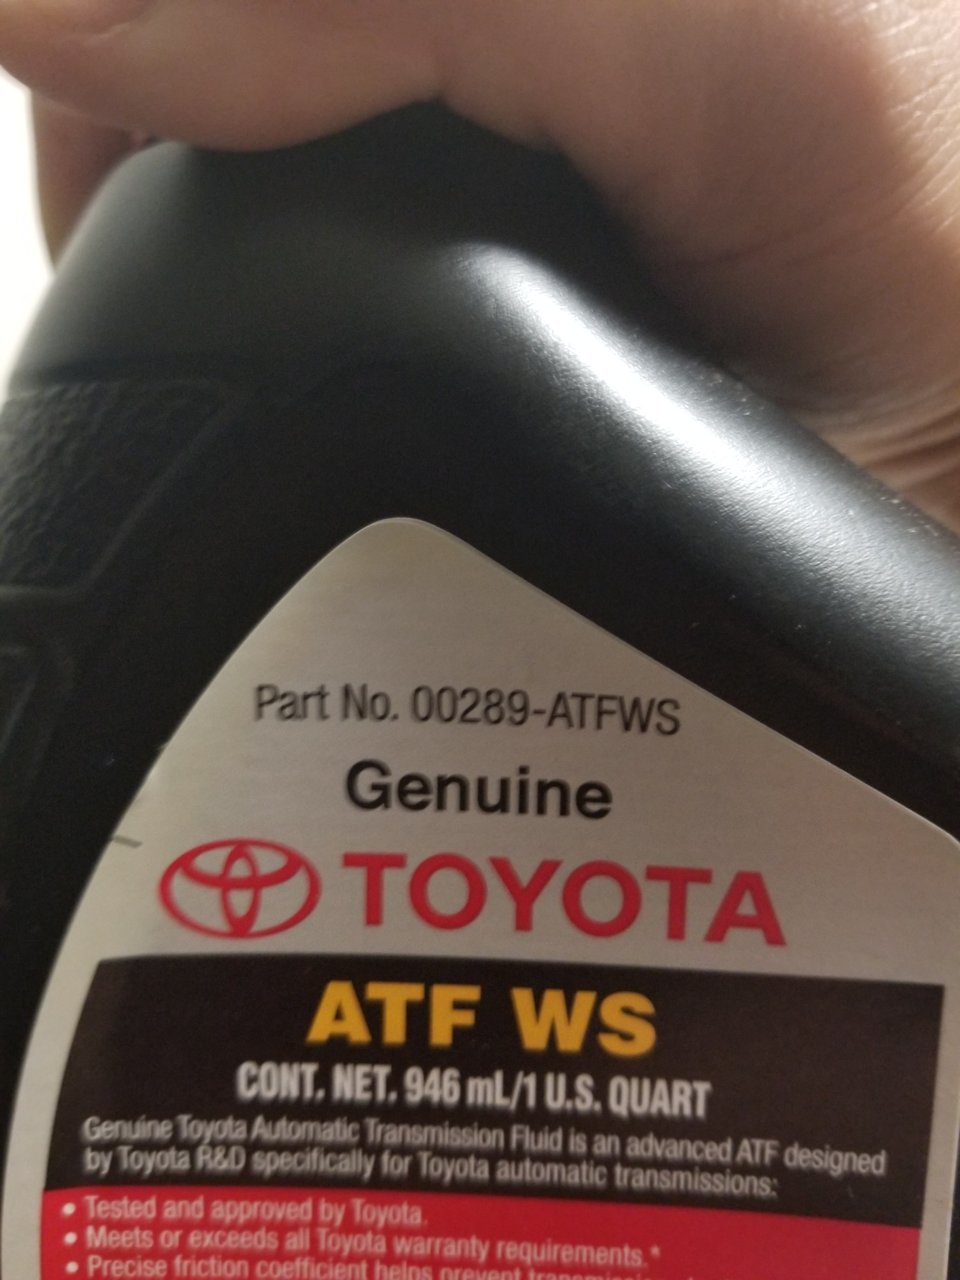 Part No. 00289-ATFWS
Genuine
TOYOTA
ATF WS
CONT. NET. 946 mL/1 U.S. QUART
Genuine Toyota Automatic Transmission Fluid is an advanced ATF designed
by Toyota R&D specifically for Toyota automatic transmissions:
• Tested and approved by Toyota.
• Meets or exceeds all Toyota warranty requirements.*
• Precise friction coefficient helps prevent